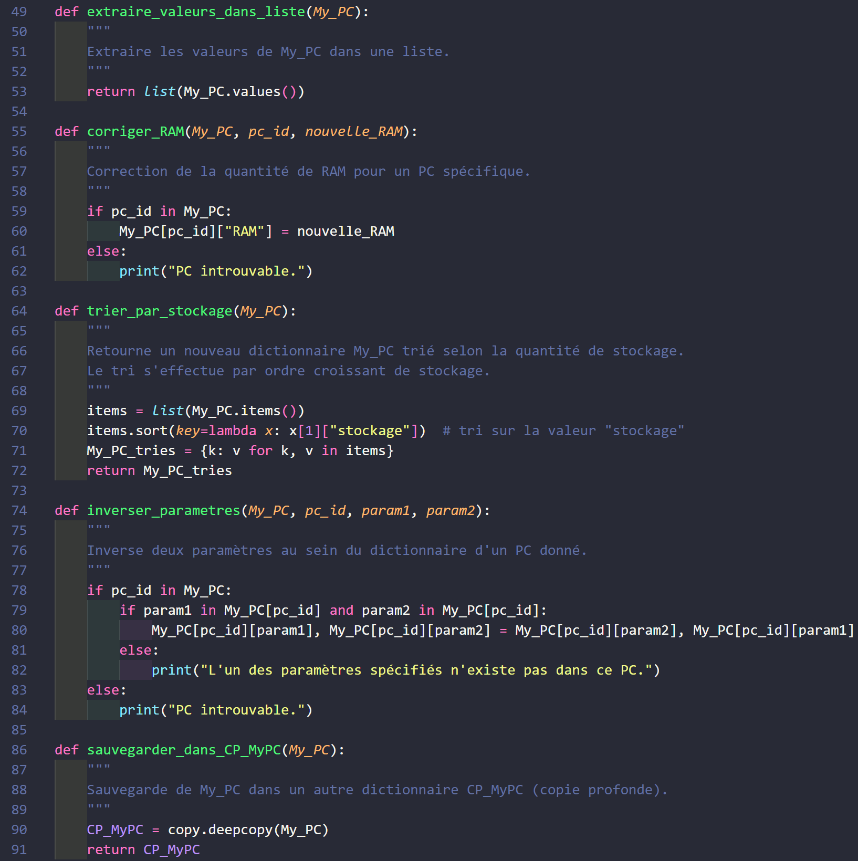 49 def extraire_valeurs_dans_liste(My_PC):
50     """
51     Extraire les valeurs de My_PC dans une liste.
52     """
53     return list(My_PC.values())
54
55 def corriger_RAM(My_PC, pc_id, nouvelle_RAM):
56     """
57     Correction de la quantité de RAM pour un PC spécifique.
58     """
59     if pc_id in My_PC:
60         My_PC[pc_id]["RAM"] = nouvelle_RAM
61     else:
62         print("PC introuvable.")
63
64 def trier_par_stockage(My_PC):
65     """
66     Retourne un nouveau dictionnaire My_PC trié selon la quantité de stockage.
67     Le tri s'effectue par ordre croissant de stockage.
68     """
69     items = list(My_PC.items())
70     items.sort(key=lambda x: x[1]["stockage"])  # tri sur la valeur "stockage"
71     My_PC_tries = {k: v for k, v in items}
72     return My_PC_tries
73
74 def inverser_parametres(My_PC, pc_id, param1, param2):
75     """
76     Inverse deux paramètres au sein du dictionnaire d'un PC donné.
77     """
78     if pc_id in My_PC:
79         if param1 in My_PC[pc_id] and param2 in My_PC[pc_id]:
80             My_PC[pc_id][param1], My_PC[pc_id][param2] = My_PC[pc_id][param2], My_PC[pc_id][param1]
81         else:
82             print("L'un des paramètres spécifiés n'existe pas dans ce PC.")
83     else:
84         print("PC introuvable.")
85
86 def sauvegarder_dans_CP_MyPC(My_PC):
87     """
88     Sauvegarde de My_PC dans un autre dictionnaire CP_MyPC (copie profonde).
89     """
90     CP_MyPC = copy.deepcopy(My_PC)
91     return CP_MyPC